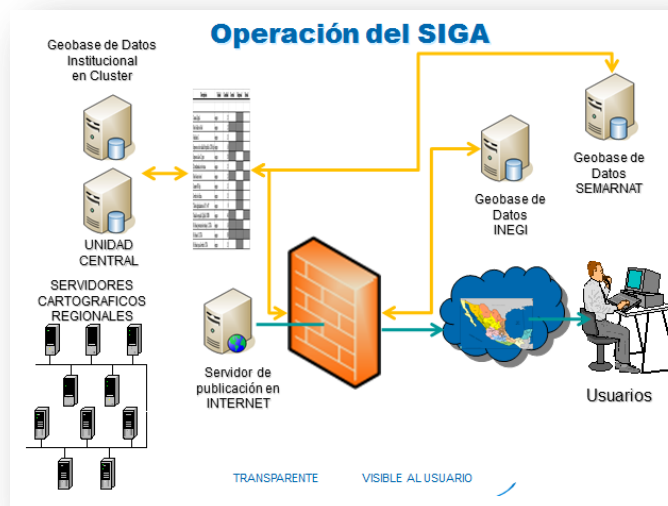 Operación del SIGA
Geobase de Datos
Institucional
en Cluster
UNIDAD
CENTRAL
SERVIDORES
CARTOGRAFICOS
REGIONALES
Geobase de
Datos
SEMARNAT
Geobase de
Datos
INEGI
Servidor de
publicación en
INTERNET
Usuarios
TRANSPARENTE
VISIBLE AL USUARIO